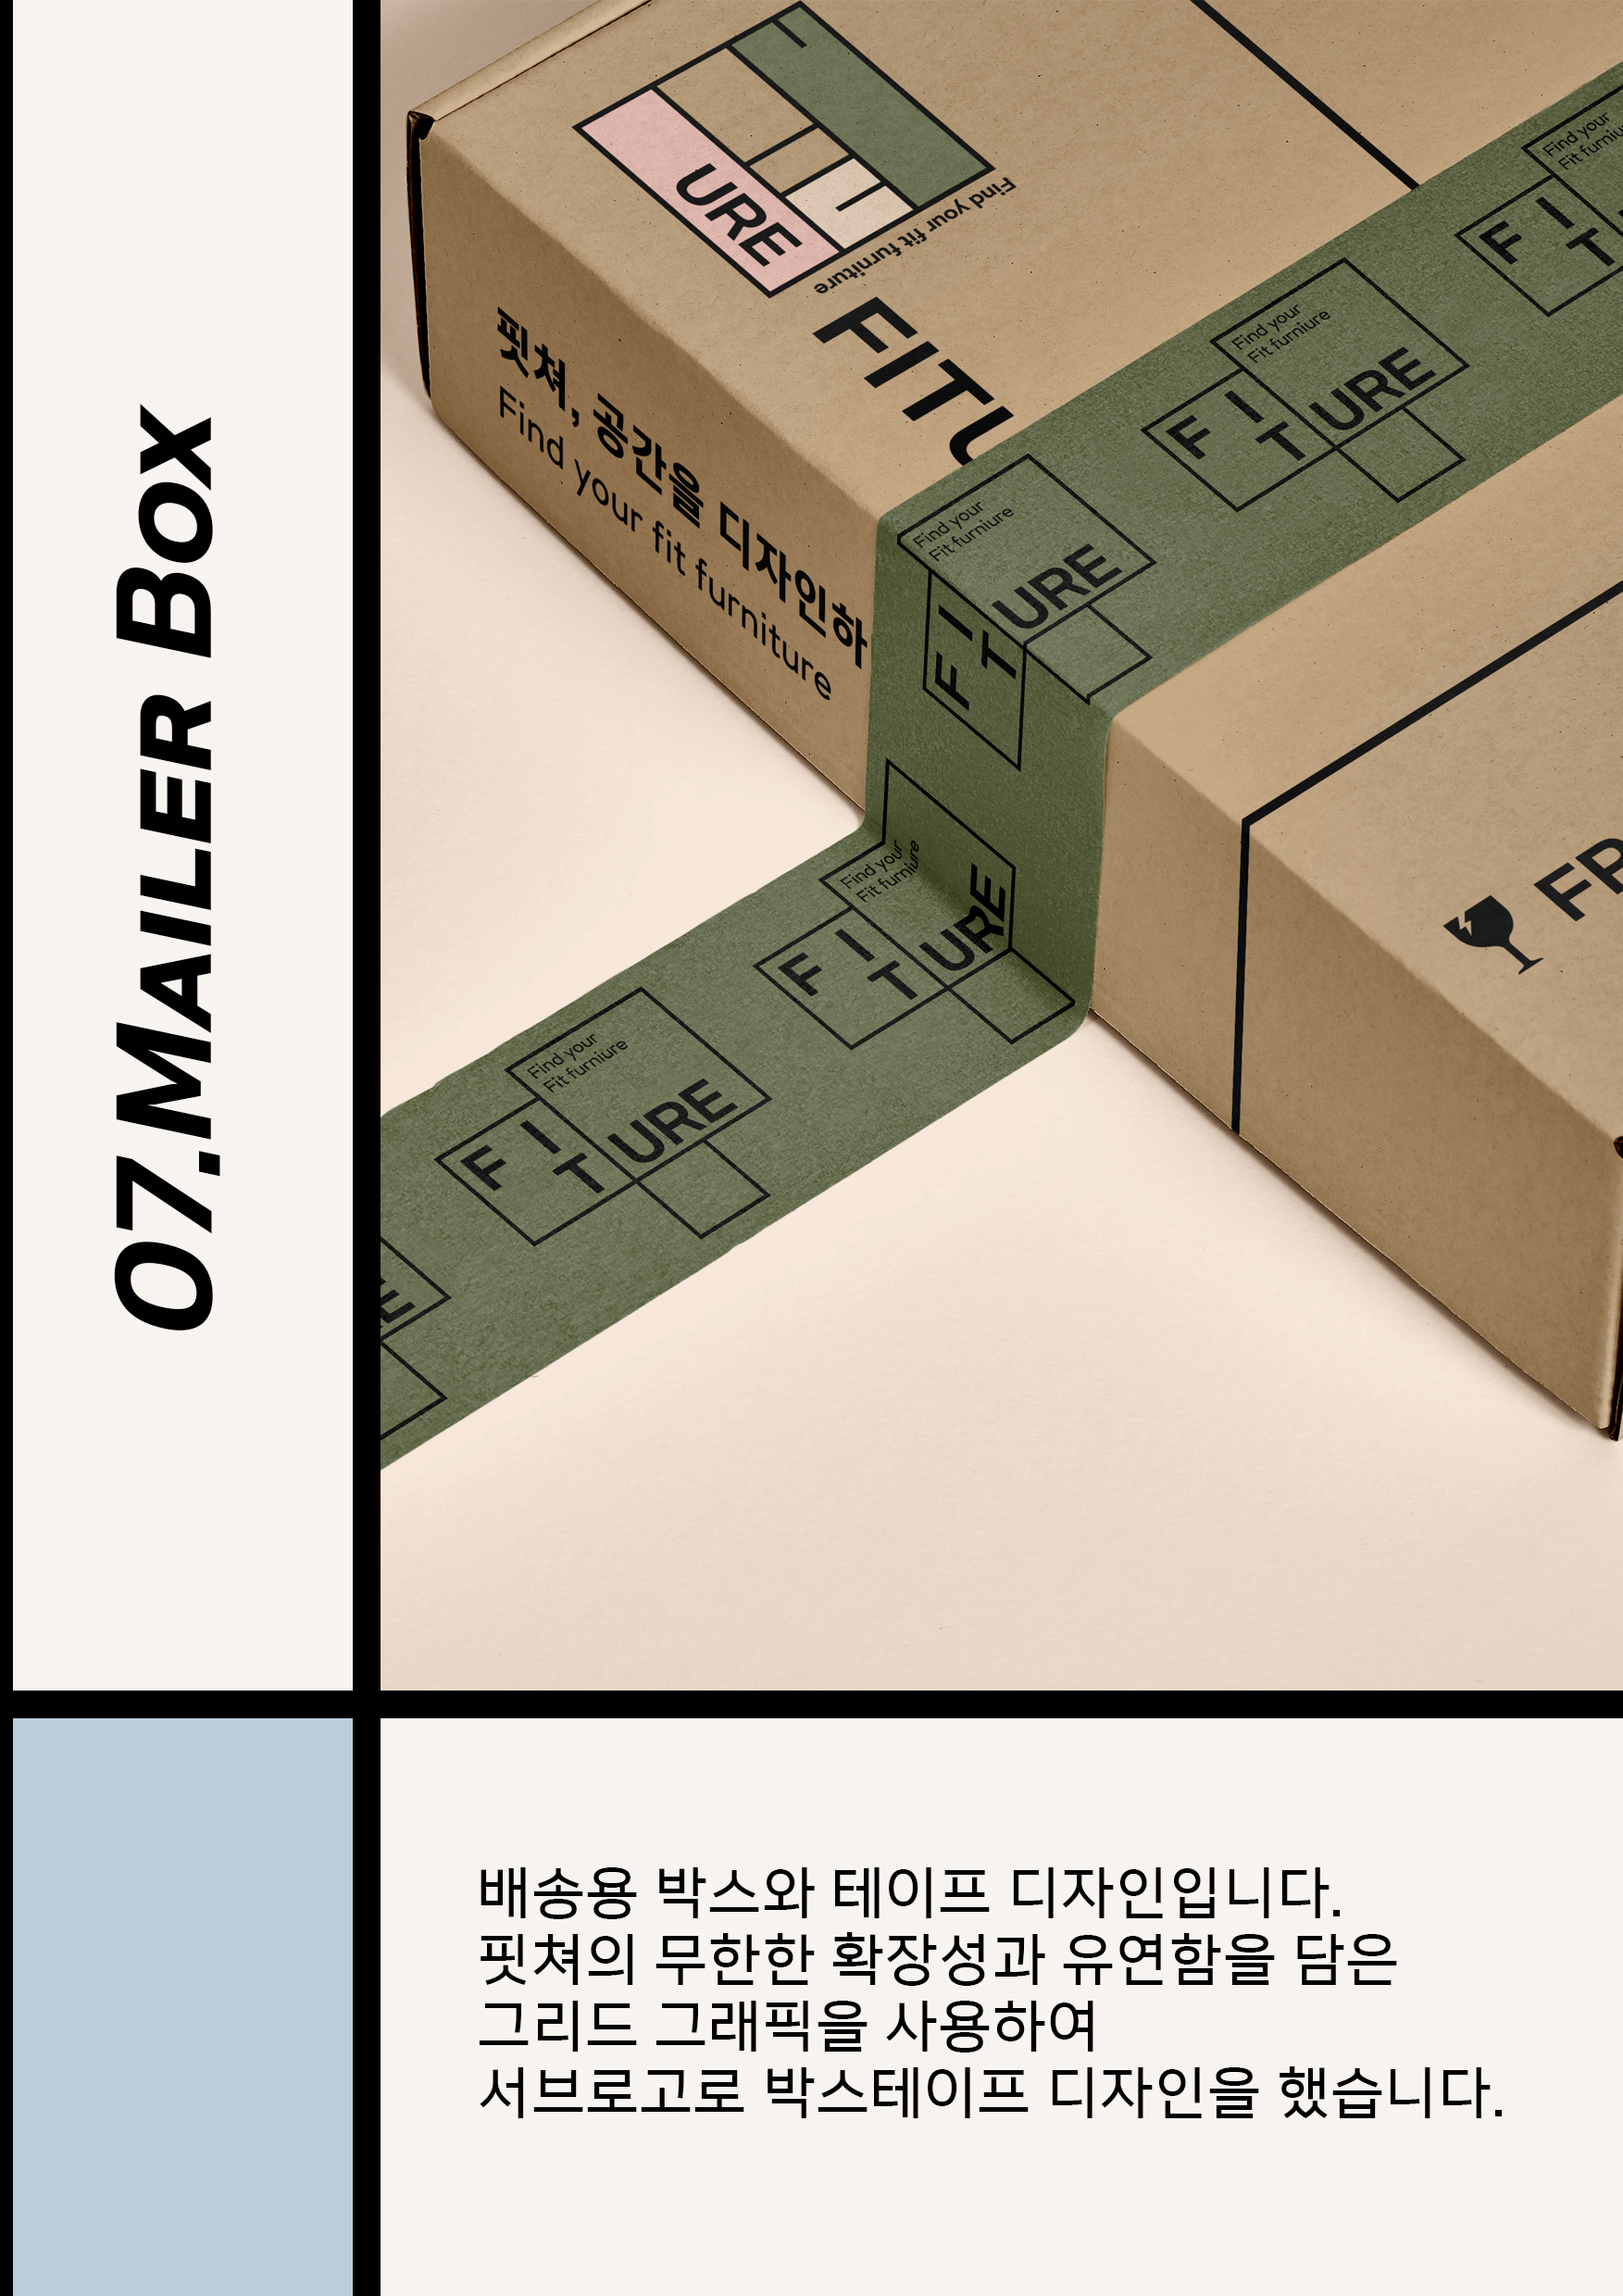 07.MAILER BOX
URE
Find your fit furniture
FITU
핏쳐, 공간을 디자인하
Find your fit furniture
Find your
Fit furniure
F I T URE
Find your
Fit furniure
F I T URE
Find your
Fit furniure
F I T URE
Find your
Fit furniure
F I T URE
Find your
Fit furniure
F I T URE
배송용 박스와 테이프 디자인입니다.
핏쳐의 무한한 확장성과 유연함을 담은
그리드 그래픽을 사용하여
서브로고로 박스테이프 디자인을 했습니다.